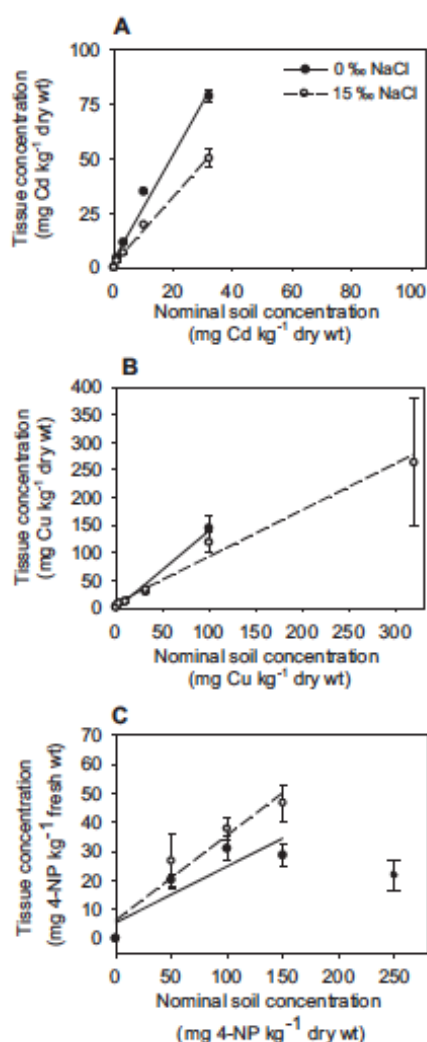 A
0 ‰ NaCl
15 ‰ NaCl
Tissue concentration
(mg Cd kg⁻¹ dry wt)
100
75
50
25
0
0 20 40 60 80 100
Nominal soil concentration
(mg Cd kg⁻¹ dry wt)
B
Tissue concentration
(mg Cu kg⁻¹ dry wt)
400
350
300
250
200
150
100
50
0
0 50 100 150 200 250 300
Nominal soil concentration
(mg Cu kg⁻¹ dry wt)
C
Tissue concentration
(mg 4-NP kg⁻¹ fresh wt)
70
60
50
40
30
20
10
0
0 50 100 150 200 250
Nominal soil concentration
(mg 4-NP kg⁻¹ dry wt)